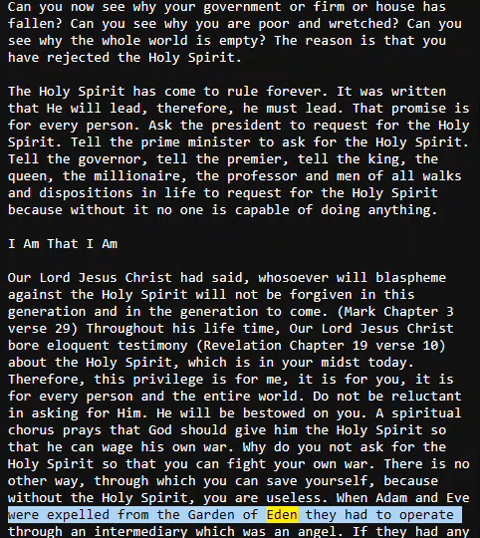 Can you now see why your government or firm or house has
fallen? Can you see why you are poor and wretched? Can you
see why the whole world is empty? The reason is that you
have rejected the Holy Spirit.

The Holy Spirit has come to rule forever. It was written
that He will lead, therefore, he must lead. That promise is
for every person. Ask the president to request for the Holy
Spirit. Tell the prime minister to ask for the Holy Spirit.
Tell the governor, tell the premier, tell the king, the
queen, the millionaire, the professor and men of all walks
and dispositions in life to request for the Holy Spirit
because without it no one is capable of doing anything.

I Am That I Am

Our Lord Jesus Christ had said, whosoever will blaspheme
against the Holy Spirit will not be forgiven in this
generation and in the generation to come. (Mark Chapter 3
verse 29) Throughout his life time, Our Lord Jesus Christ
bore eloquent testimony (Revelation Chapter 19 verse 10)
about the Holy Spirit, which is in your midst today.
Therefore, this privilege is for me, it is for you, it is
for every person and the entire world. Do not be reluctant
in asking for Him. He will be bestowed on you. A spiritual
chorus prays that God should give him the Holy Spirit so
that he can wage his own war. Why do you not ask for the
Holy Spirit so that you can fight your own war. There is no
other way, through which you can save yourself, because
without the Holy Spirit, you are useless. When Adam and Eve
were expelled from the Garden of Eden they had to operate
through an intermediary which was an angel. If they had any